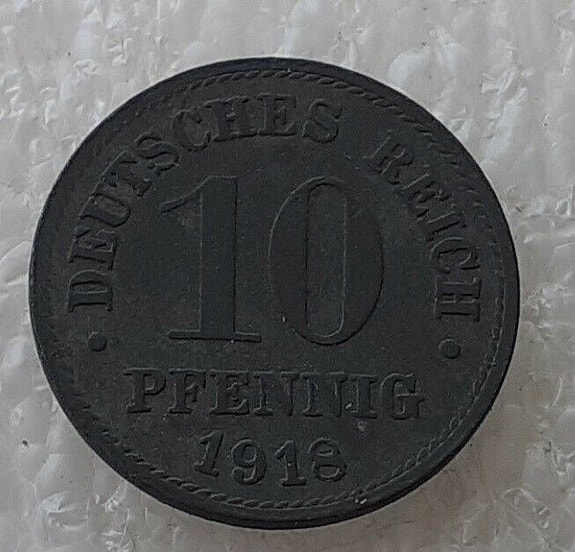 · DEUTSCHES REICH ·
10
PFENNIG
1918